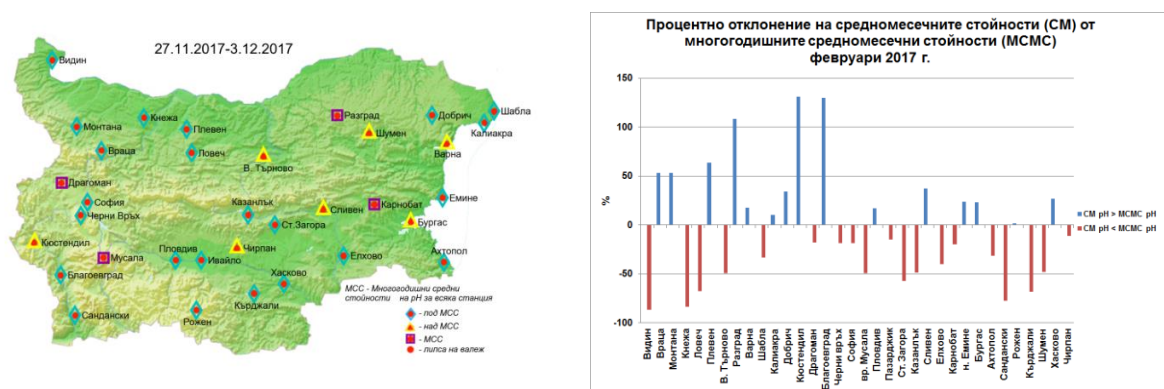 27.11.2017-3.12.2017
Видин
Монтана
Кнежа
Плевен
Враца
Ловеч
Разград
Шумен
Добрич
Шабла
Калиакра
Варна
В. Търново
Драгоман
София
Черни Връх
Казанлък
Ст.Загора
Сливен
Карнобат
Емине
Бургас
Кюстендил
Мусала
Пловдив
Ивайло
Чирпан
Елхово
Ахтопол
Благоевград
Хасково
Кърджали
Сандански
Рожен
МСС - Многогодишни средни
стойности на pH за всяка станция
- под МСС
- над МСС
- МСС
- липса на валеж
Процентно отклонение на средномесечните стойности (СМ) от
многогодишните средномесечни стойности (МСМС)
февруари 2017 г.
150
100
50
0
-50
-100
%
СМ pH > МСМС pH
СМ pH < МСМС pH
Видин
Враца
Монтана
Кнежа
Ловеч
Плевен
В. Търново
Разград
Варна
Шабла
Калиакра
Добрич
Кюстендил
Драгоман
Благоевград
Черни връх
София
вр. Мусала
Пловдив
Пазарджик
Ст. Загора
Казанлък
Сливен
Елхово
Карнобат
н. Емине
Бургас
Ахтопол
Сандански
Рожен
Кърджали
Шумен
Хасково
Чирпан